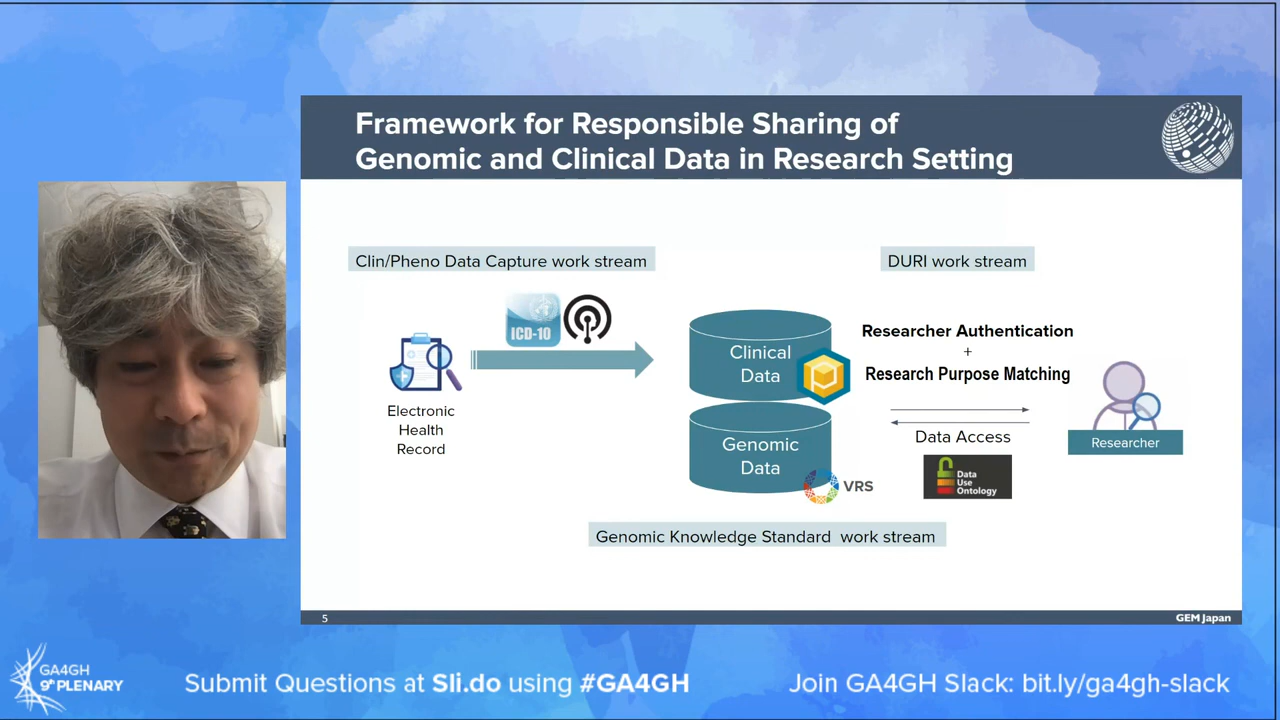 Framework for Responsible Sharing of
Genomic and Clinical Data in Research Setting
Clin/Pheno Data Capture work stream
DURI work stream
ICD-10
Electronic
Health
Record
Clinical
Data
Genomic
Data
VRS
Researcher Authentication
+
Research Purpose Matching
Data Access
Data
Use
Ontology
Researcher
Genomic Knowledge Standard work stream
5
GEM Japan
GA4GH
9th PLENARY
Submit Questions at Sli.do using #GA4GH
Join GA4GH Slack: bit.ly/ga4gh-slack